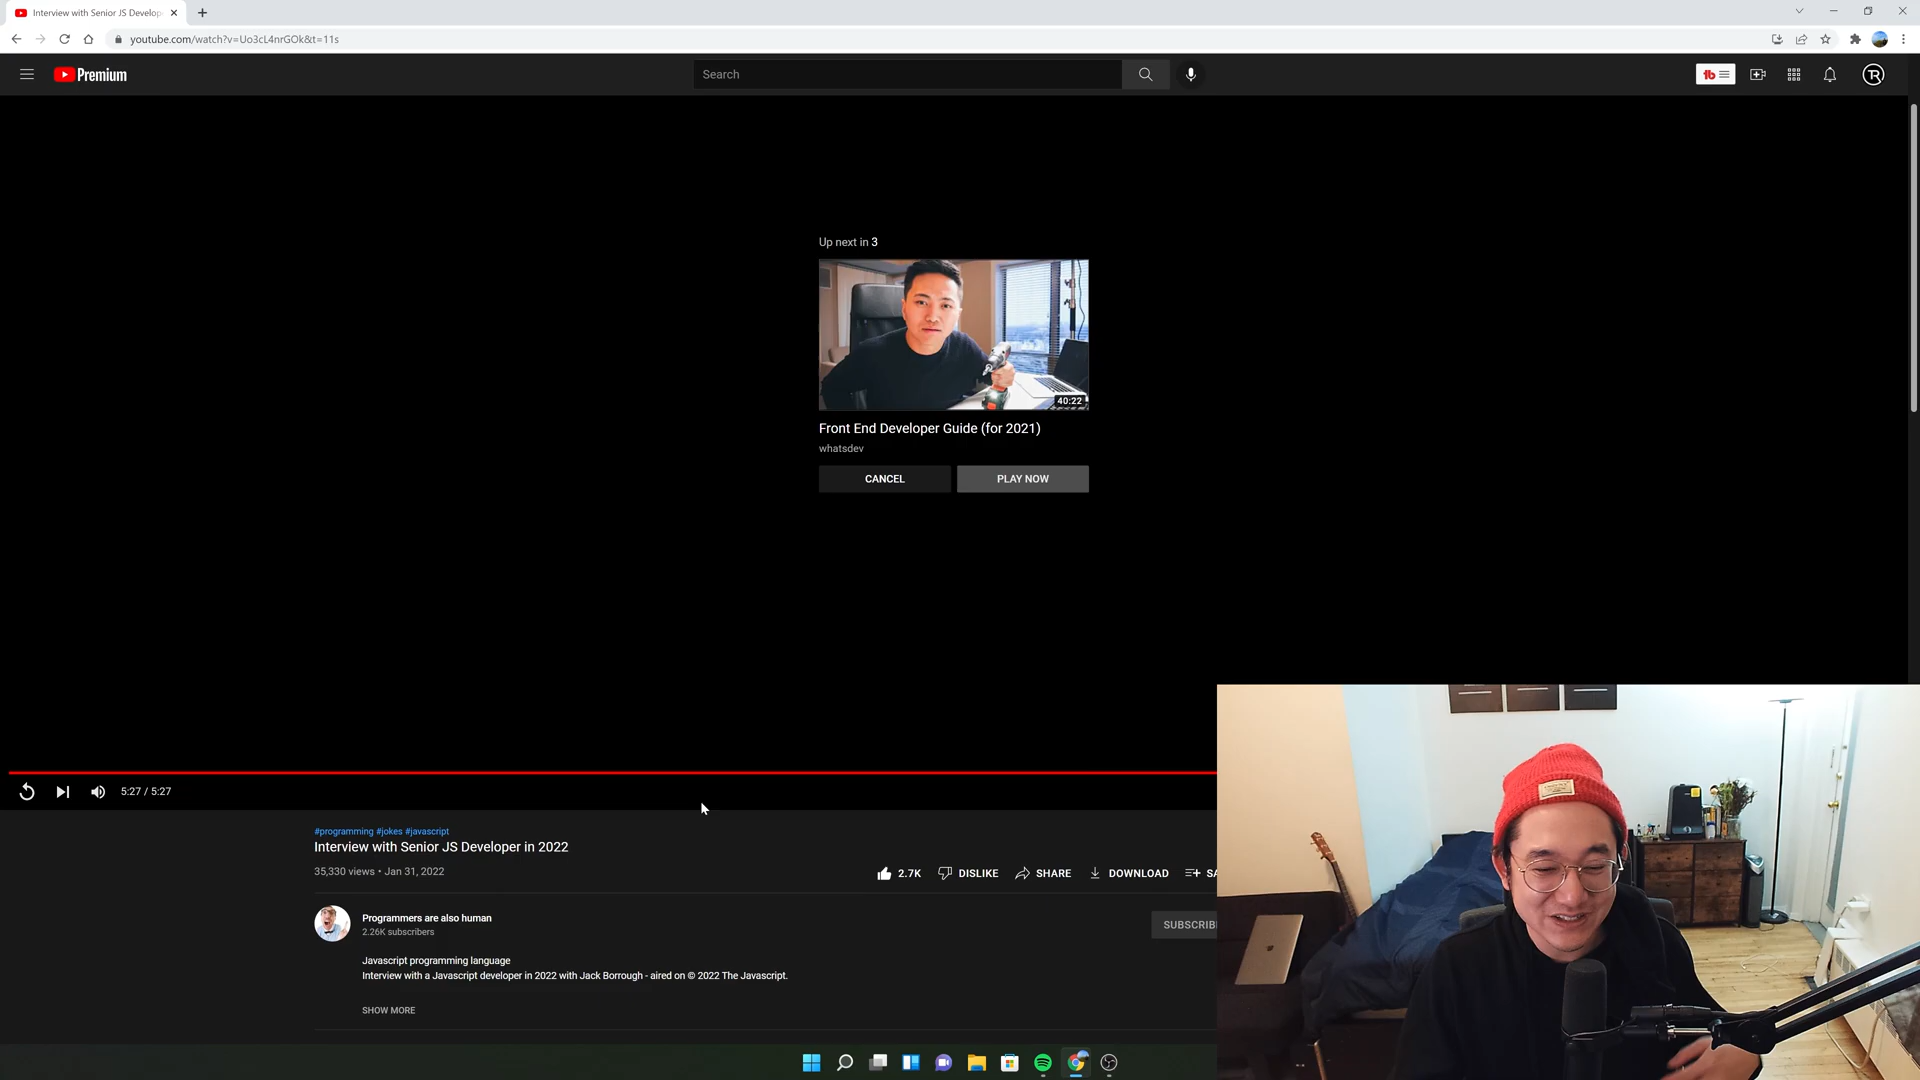 Interview with Senior JS Develop
youtube.com/watch?v=Uo3cL4nrGOk&t=11s
Premium
Search
Up next in 3
40:22
Front End Developer Guide (for 2021)
whatsdev
CANCEL
PLAY NOW
5:27 / 5:27
#programming #jokes #javascript
Interview with Senior JS Developer in 2022
35,330 views • Jan 31, 2022
2.7K
DISLIKE
SHARE
DOWNLOAD
SA
Programmers are also human
2.26K subscribers
SUBSCRIB
Javascript programming language
Interview with a Javascript developer in 2022 with Jack Borrough - aired on © 2022 The Javascript.
SHOW MORE